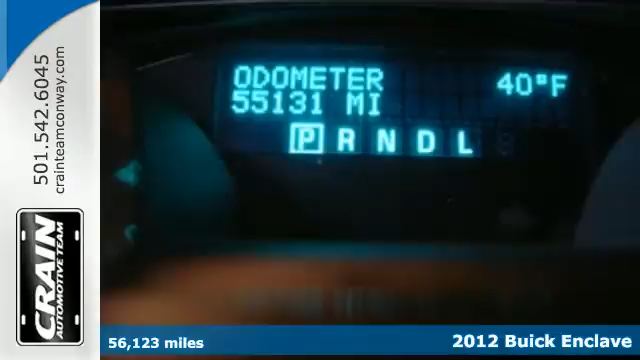 ODOMETER
55131 MI
40°F
P R N D L
501.542.6045
crainteamconway.com
CRAIN
AUTOMOTIVE TEAM
56,123 miles
2012 Buick Enclave